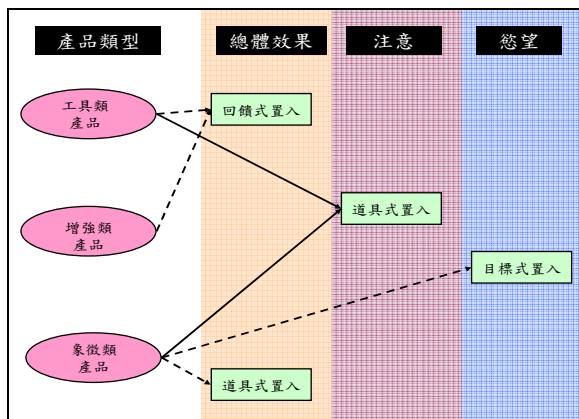 產品類型
總體效果
注意
慾望
工具類
產品
回饋式置入
道具式置入
增強類
產品
目標式置入
象徵類
產品
道具式置入